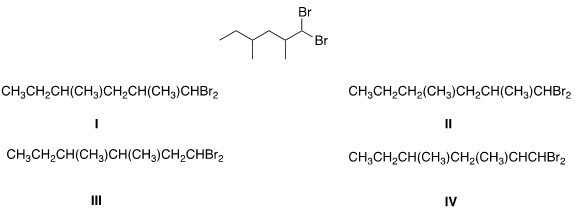 Br
Br
CH₃CH₂CH(CH₃)CH₂CH(CH₃)CHBr₂
CH₃CH₂CH₂(CH₃)CH₂CH(CH₃)CHBr₂
I
II
CH₃CH₂CH(CH₃)CH(CH₃)CH₂CHBr₂
CH₃CH₂CH(CH₃)CH₂(CH₃)CHCHBr₂
III
IV